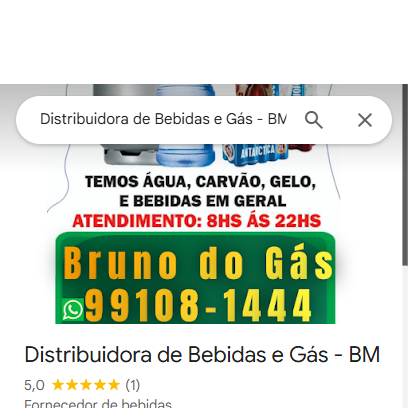 Distribuidora de Bebidas e Gás - BM
ANTARCTICA
TEMOS ÁGUA, CARVÃO, GELO,
E BEBIDAS EM GERAL
ATENDIMENTO: 8HS ÁS 22HS
Bruno do Gás
99108-1444
Distribuidora de Bebidas e Gás - BM
5,0 (1)
Fornecedor de bebidas